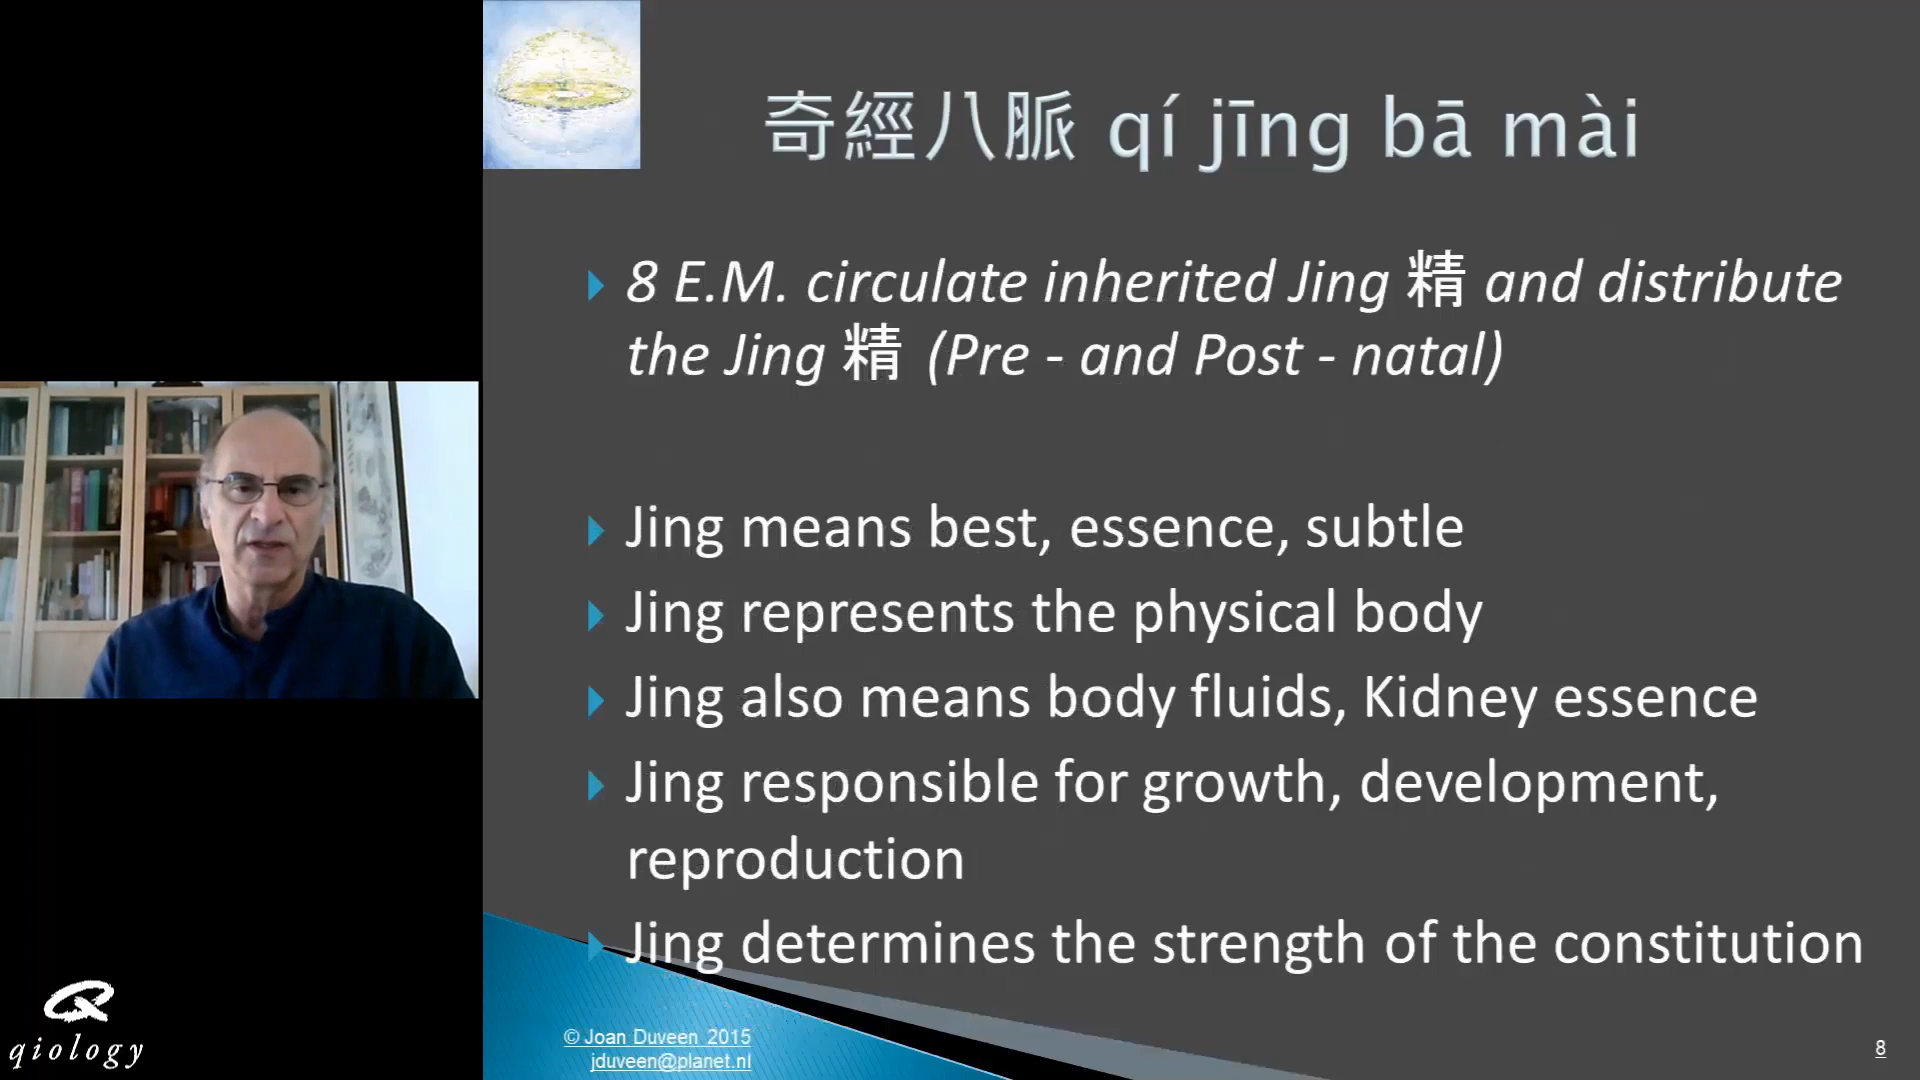 奇經八脈 qí jīng bā mài
8 E.M. circulate inherited Jing 精 and distribute
the Jing 精 (Pre - and Post - natal)
Jing means best, essence, subtle
Jing represents the physical body
Jing also means body fluids, Kidney essence
Jing responsible for growth, development,
reproduction
Jing determines the strength of the constitution
© Joan Duveen 2015
jduveen@planet.nl
8
qiology